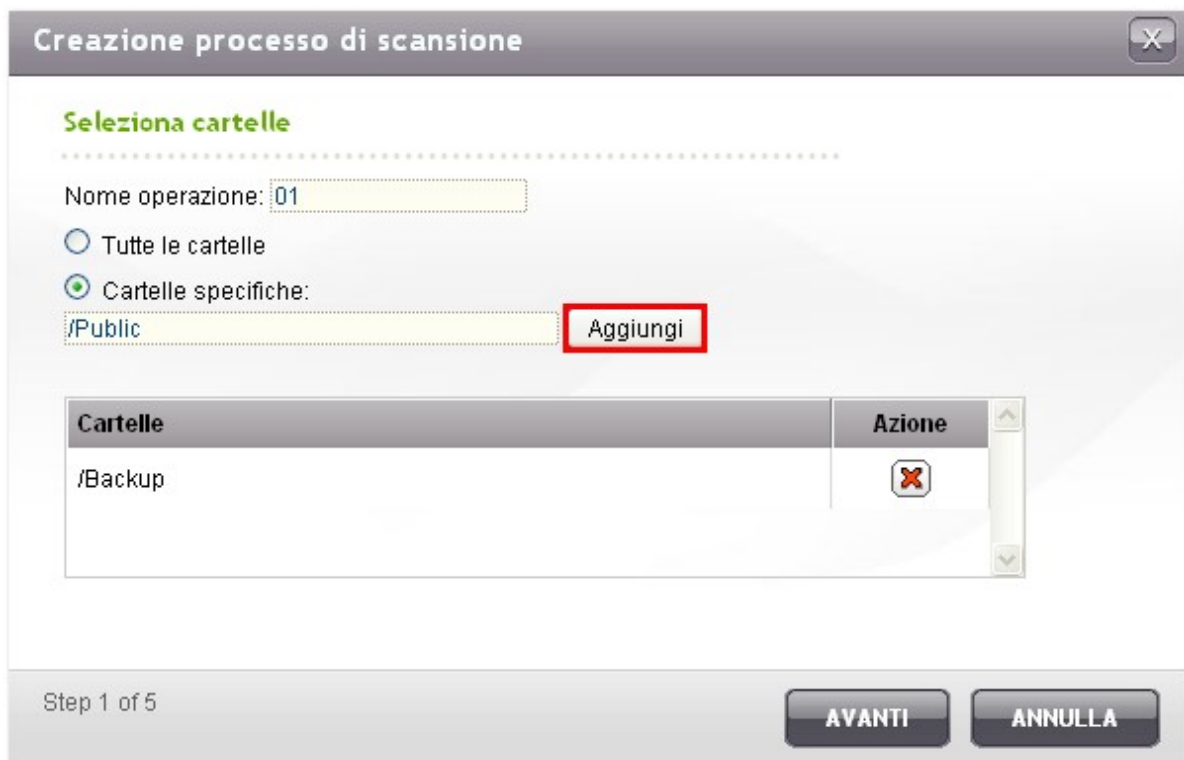 Creazione processo di scansione
X
Seleziona cartelle
Nome operazione: 01
Tutte le cartelle
Cartelle specifiche:
/Public Aggiungi
Cartelle Azione
/Backup
Step 1 of 5 AVANTI ANNULLA